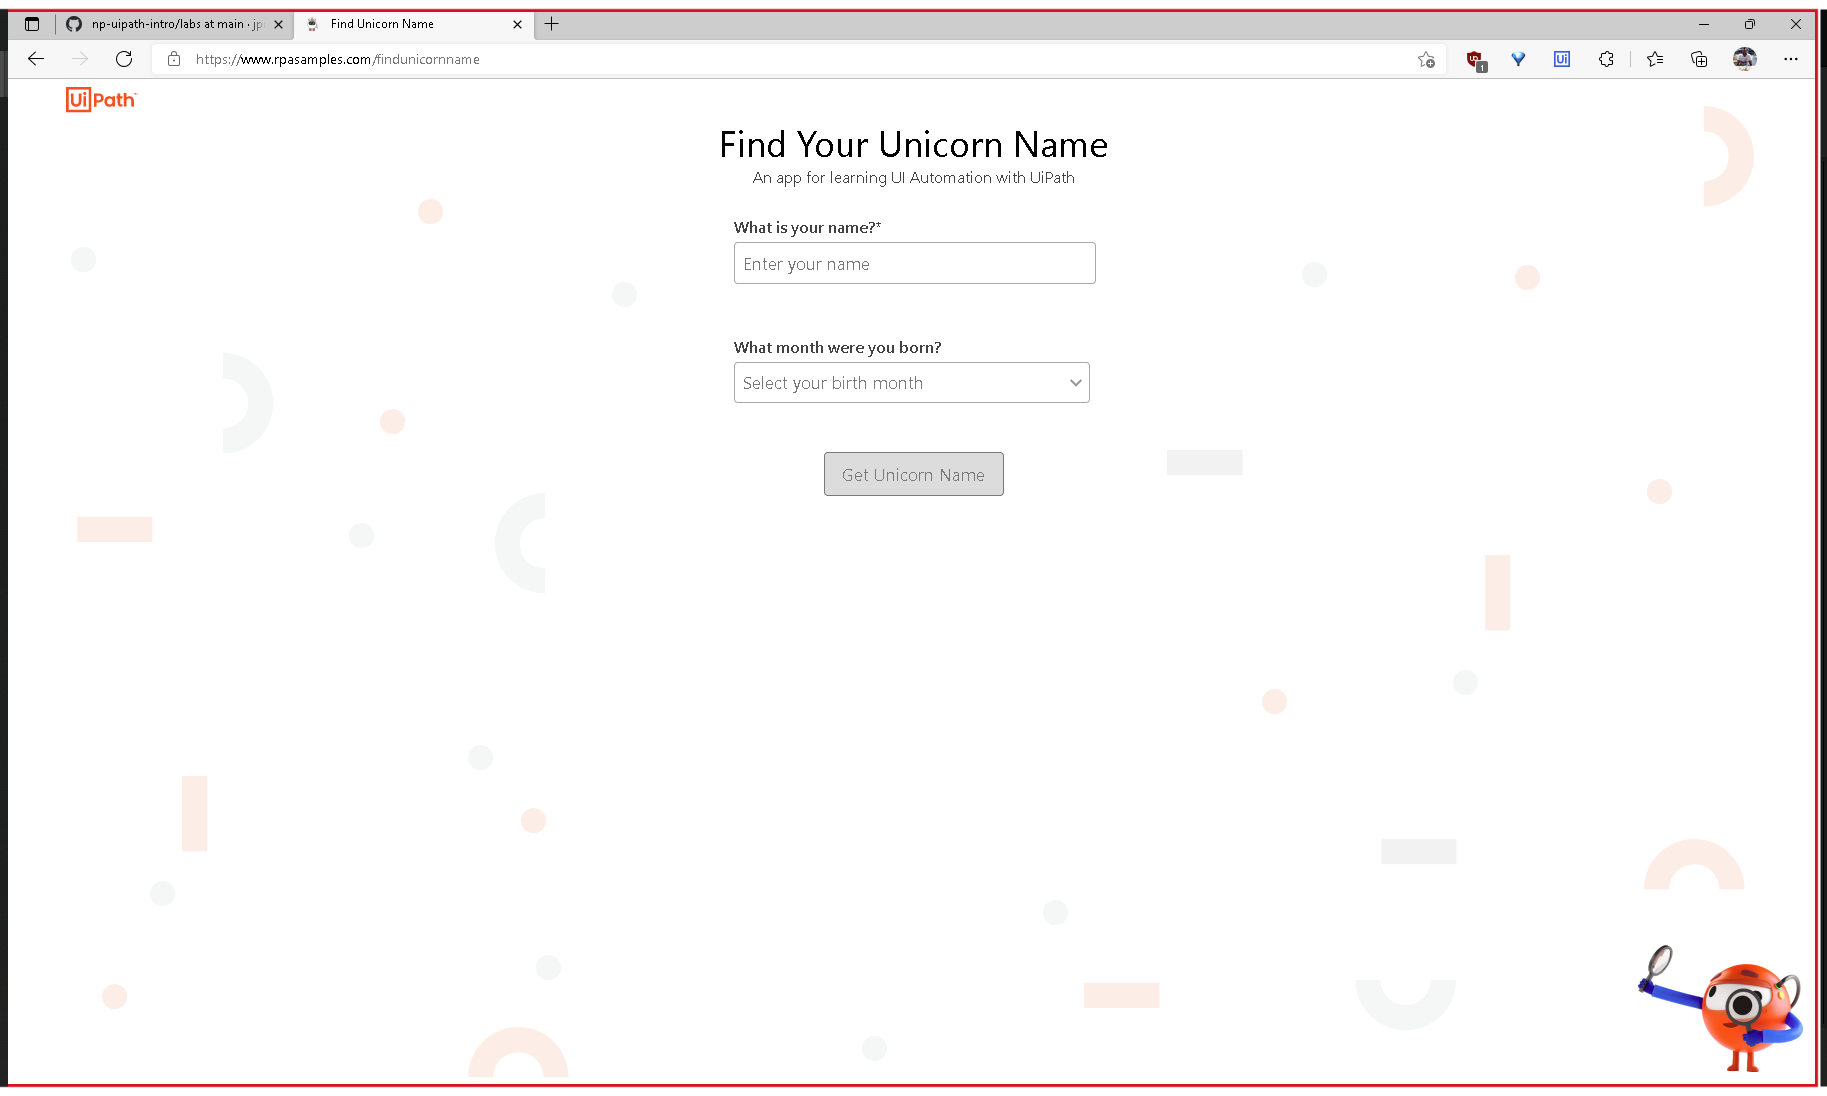 np-uipath-intro/labs at main · jp
Find Unicorn Name
https://www.rpasamples.com/findunicornname
1
Ui
UiPath
Find Your Unicorn Name
An app for learning UI Automation with UiPath
What is your name?*
Enter your name
What month were you born?
Select your birth month
Get Unicorn Name